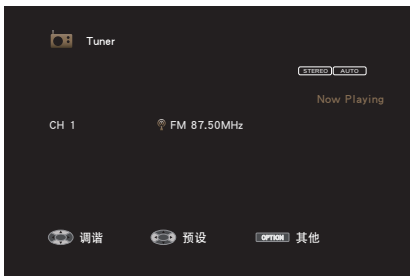 Tuner
STEREO AUTO
Now Playing
CH 1 FM 87.50MHz
调谐 预设 OPTION 其他